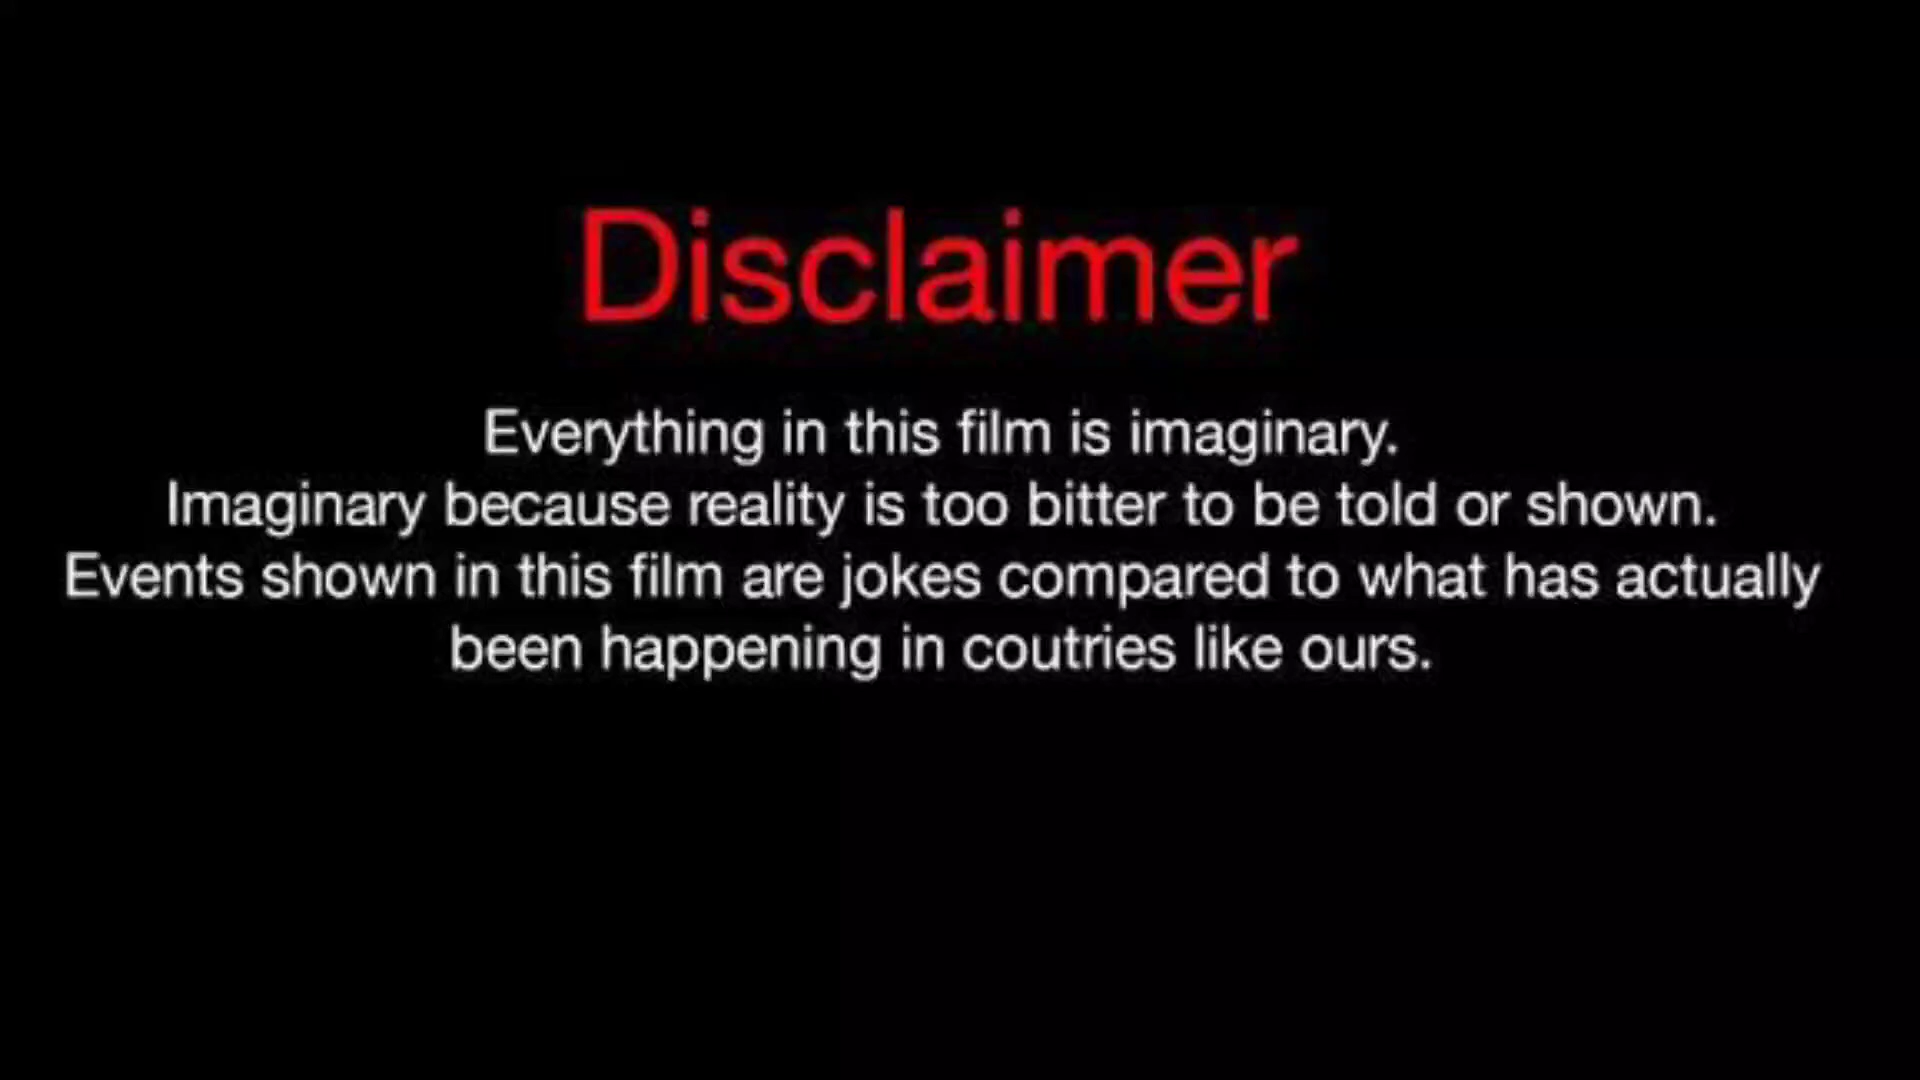 Disclaimer
Everything in this film is imaginary.
Imaginary because reality is too bitter to be told or shown.
Events shown in this film are jokes compared to what has actually
been happening in coutries like ours.